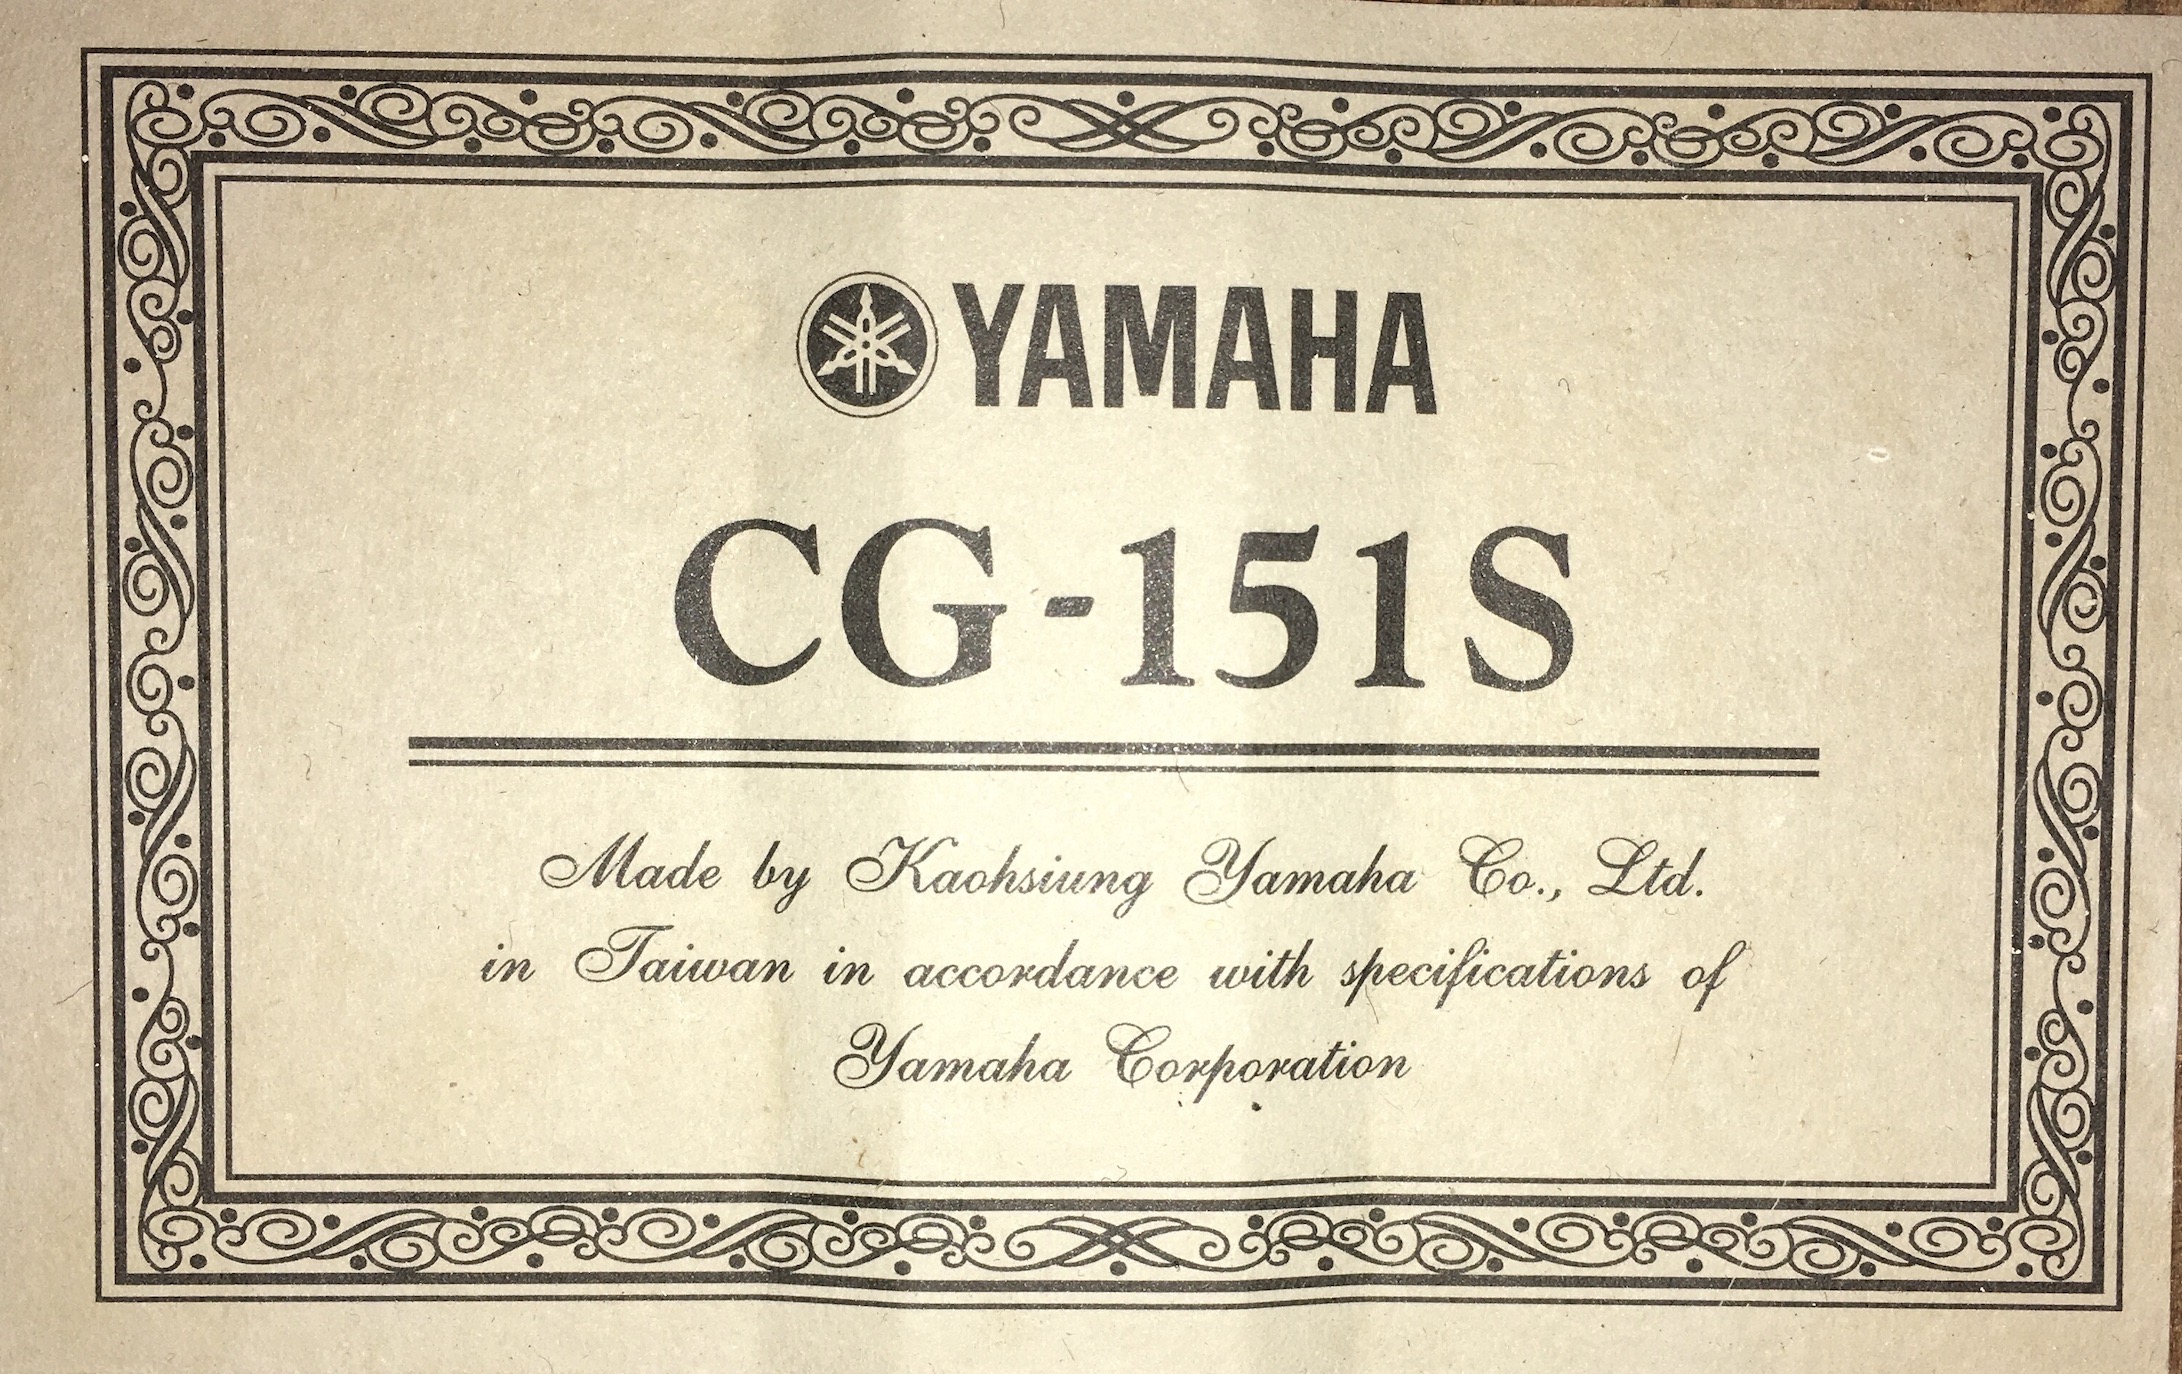 YAMAHA
CG-151S
Made by Kaohsiung Yamaha Co., Ltd.
in Taiwan in accordance with specifications of
Yamaha Corporation